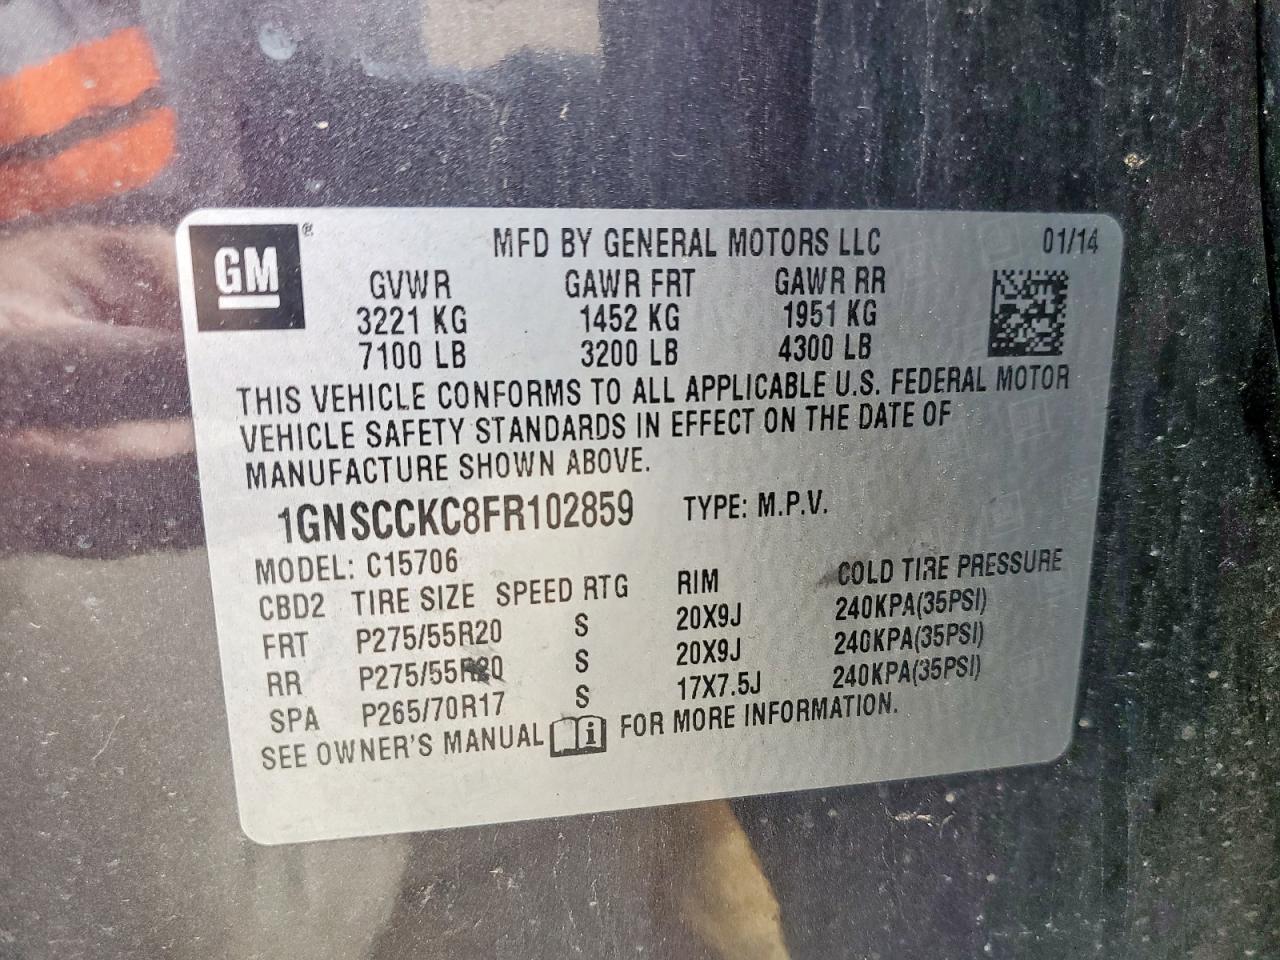 GM ®
MFD BY GENERAL MOTORS LLC 01/14
GVWR GAWR FRT GAWR RR
3221 KG 1452 KG 1951 KG
7100 LB 3200 LB 4300 LB
THIS VEHICLE CONFORMS TO ALL APPLICABLE U.S. FEDERAL MOTOR
VEHICLE SAFETY STANDARDS IN EFFECT ON THE DATE OF
MANUFACTURE SHOWN ABOVE.
1GNSCCKC8FR102859 TYPE: M.P.V.
MODEL: C15706
CBD2 TIRE SIZE SPEED RTG RIM COLD TIRE PRESSURE
FRT P275/55R20 S 20X9J 240KPA(35PSI)
RR P275/55R20 S 20X9J 240KPA(35PSI)
SPA P265/70R17 S 17X7.5J 240KPA(35PSI)
SEE OWNER'S MANUAL i FOR MORE INFORMATION.